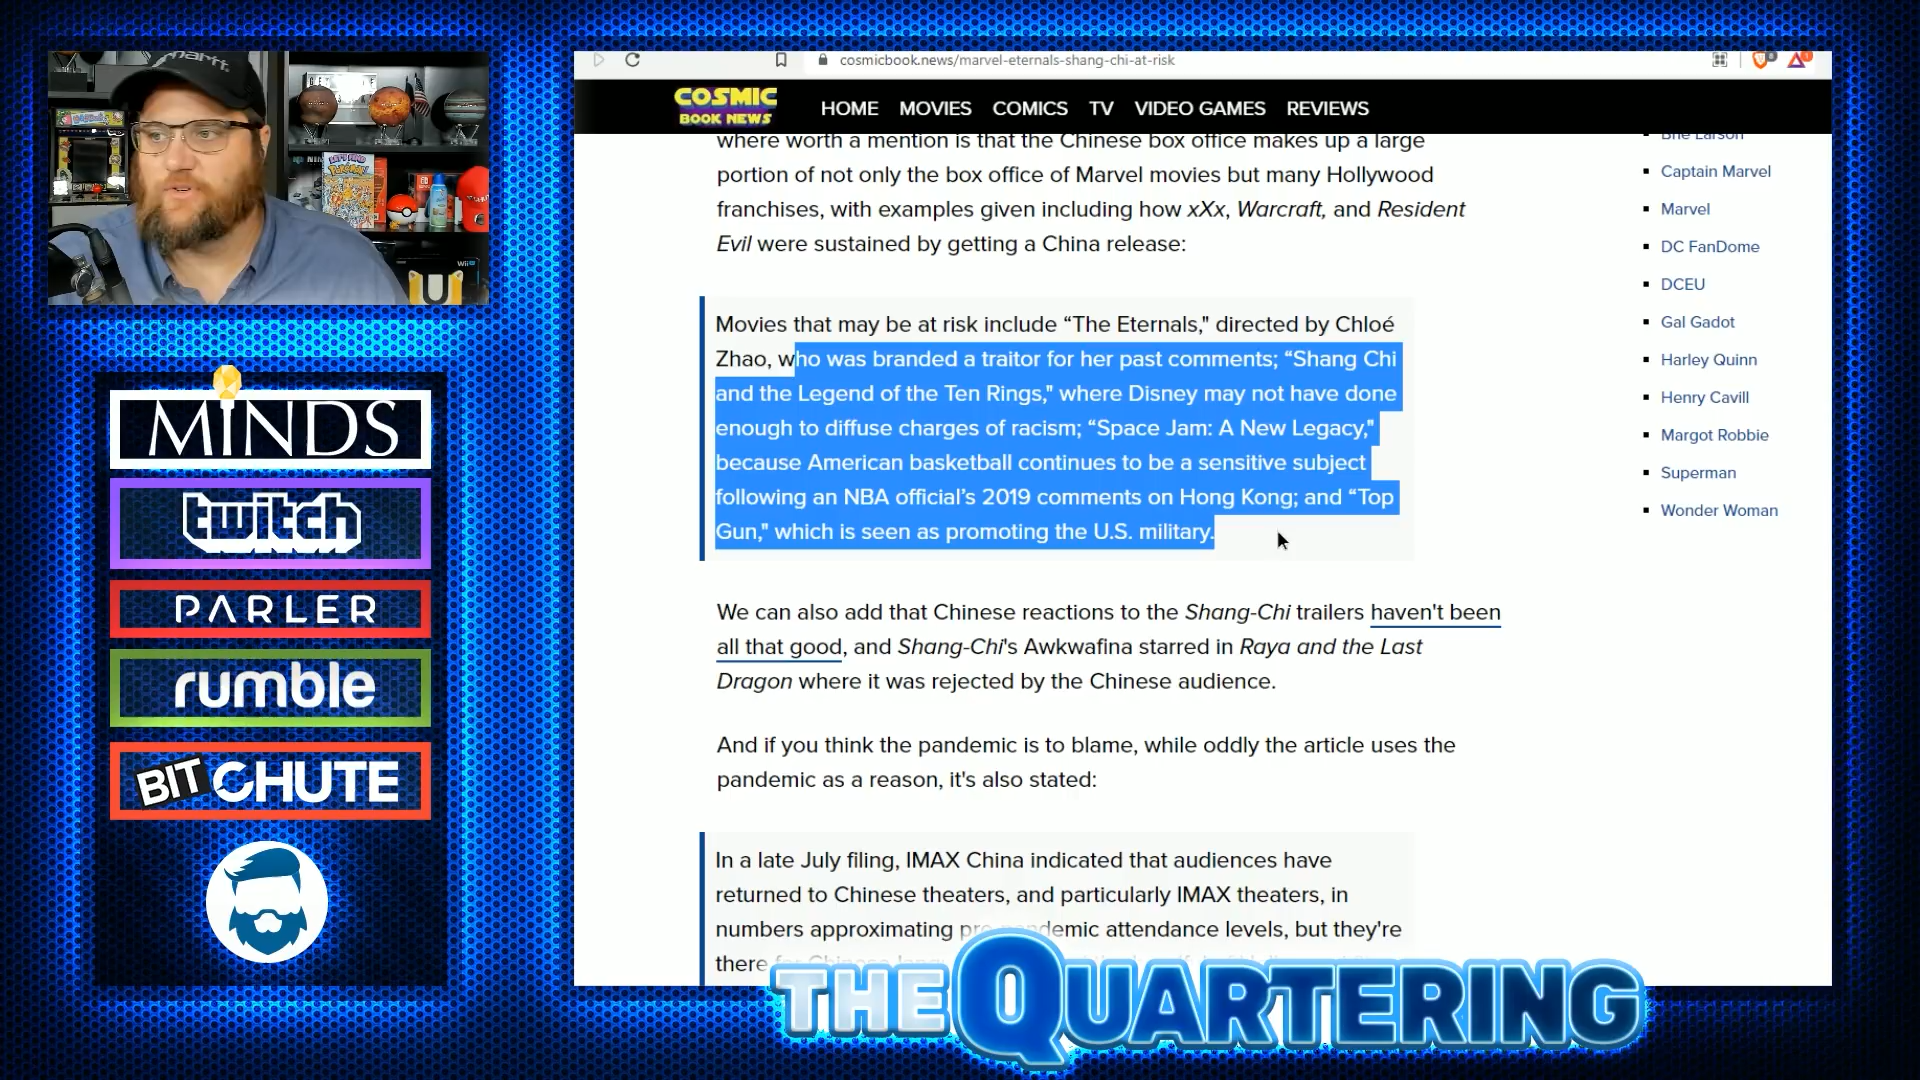 carhartt
LET'S FIND
POKÉMON!
Wii U
U
MINDS
twitch
PARLER
rumble
BITCHUTE
cosmicbook.news/marvel-eternals-shang-chi-at-risk
COSMIC
BOOK NEWS
HOME MOVIES COMICS TV VIDEO GAMES REVIEWS
where worth a mention is that the Chinese box office makes up a large
portion of not only the box office of Marvel movies but many Hollywood
franchises, with examples given including how xXx, Warcraft, and Resident
Evil were sustained by getting a China release:
Movies that may be at risk include “The Eternals," directed by Chloé
Zhao, who was branded a traitor for her past comments; “Shang Chi
and the Legend of the Ten Rings," where Disney may not have done
enough to diffuse charges of racism; “Space Jam: A New Legacy,"
because American basketball continues to be a sensitive subject
following an NBA official’s 2019 comments on Hong Kong; and “Top
Gun," which is seen as promoting the U.S. military.
We can also add that Chinese reactions to the Shang-Chi trailers haven't been
all that good, and Shang-Chi's Awkwafina starred in Raya and the Last
Dragon where it was rejected by the Chinese audience.
And if you think the pandemic is to blame, while oddly the article uses the
pandemic as a reason, it's also stated:
In a late July filing, IMAX China indicated that audiences have
returned to Chinese theaters, and particularly IMAX theaters, in
numbers approximating pre-pandemic attendance levels, but they're
there for Chinese
Brie Larson
Captain Marvel
Marvel
DC FanDome
DCEU
Gal Gadot
Harley Quinn
Henry Cavill
Margot Robbie
Superman
Wonder Woman
THE QUARTERING